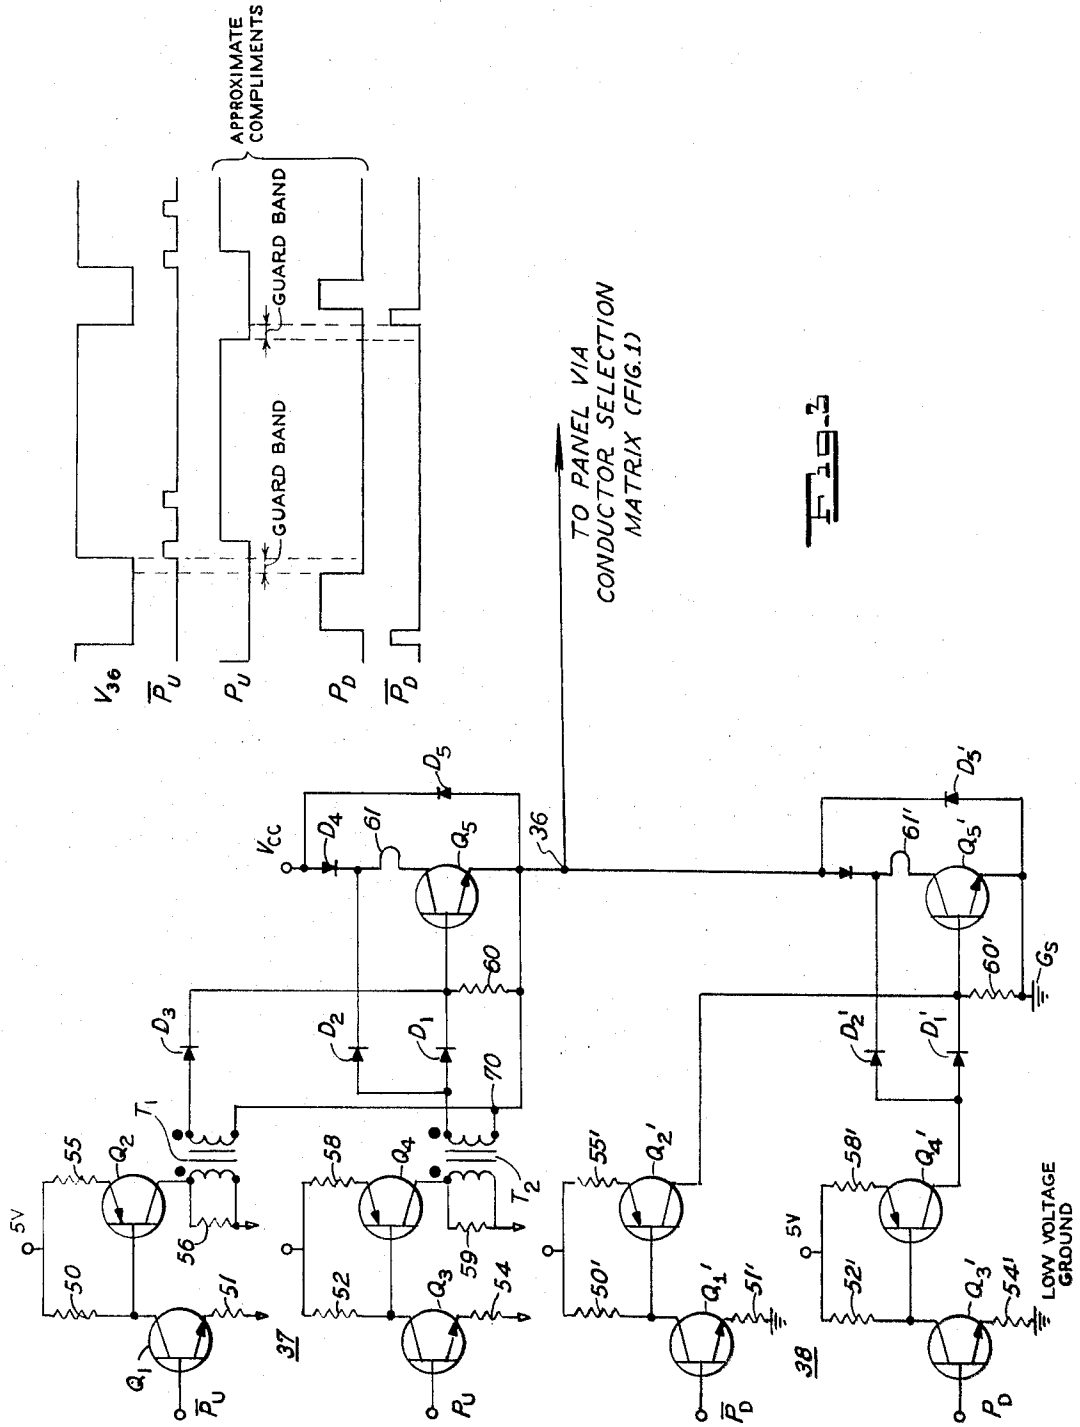 APPROXIMATE
COMPLIMENTS
GUARD BAND
GUARD BAND
V36
P̅U
PU
PD
P̅D
TO PANEL VIA
CONDUCTOR SELECTION
MATRIX (FIG.1)
Fig. 3
5V
50
55
Q1
Q2
51
56
T1
D3
P̅U
37
52
58
Q3
Q4
54
59
T2
70
D2
D1
60
VCC
D4
61
Q5
D5
36
PU
50'
55'
Q1'
Q2'
51'
P̅D
38
5V
52'
58'
Q3'
Q4'
54'
D2'
D1'
60'
GS
61'
Q5'
D5'
PD
LOW VOLTAGE
GROUND